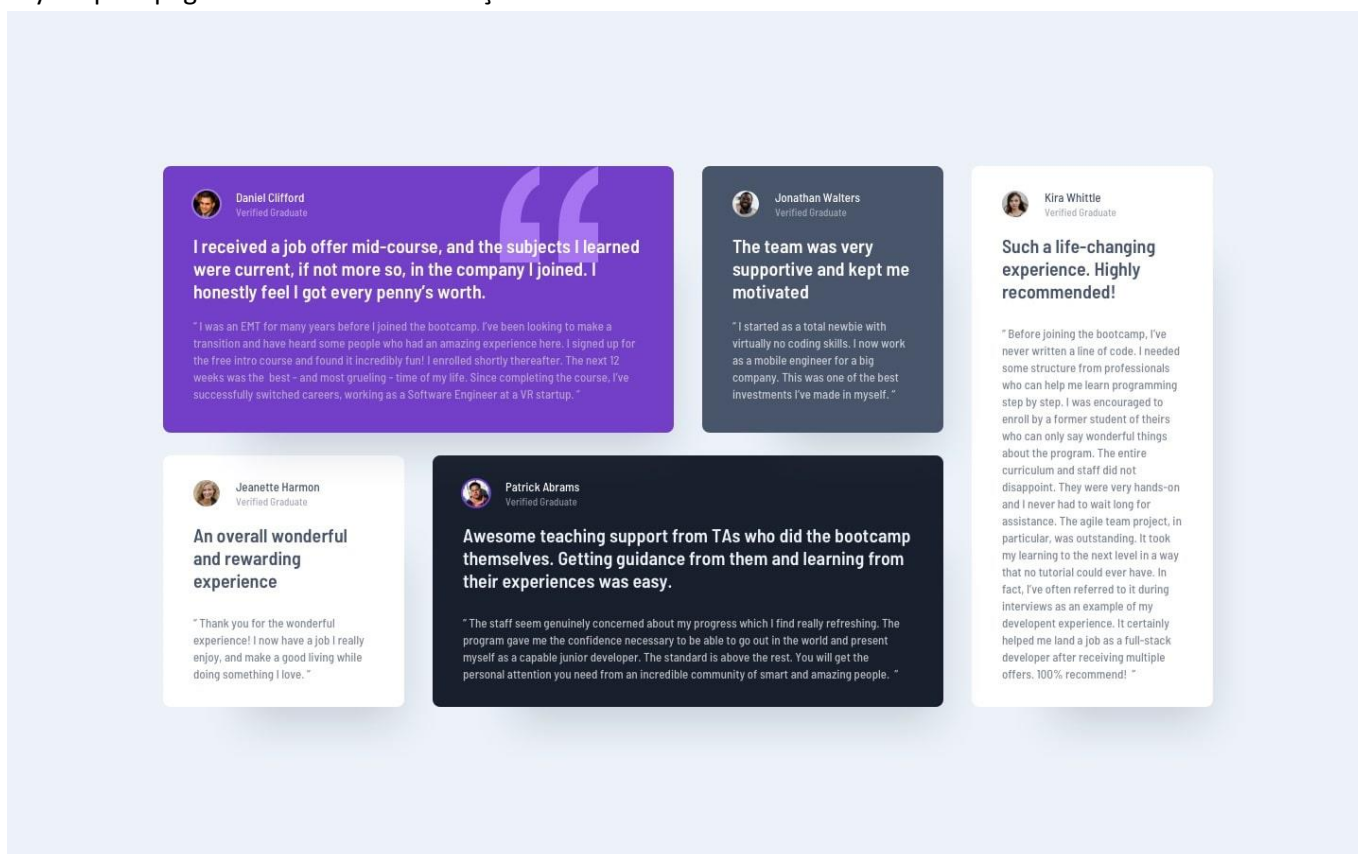 Daniel Clifford
Verified Graduate
I received a job offer mid-course, and the subjects I learned
were current, if not more so, in the company I joined. I
honestly feel I got every penny’s worth.
“ I was an EMT for many years before I joined the bootcamp. I’ve been looking to make a
transition and have heard some people who had an amazing experience here. I signed up for
the free intro course and found it incredibly fun! I enrolled shortly thereafter. The next 12
weeks was the best - and most grueling - time of my life. Since completing the course, I’ve
successfully switched careers, working as a Software Engineer at a VR startup. ”
Jonathan Walters
Verified Graduate
The team was very
supportive and kept me
motivated
“ I started as a total newbie with
virtually no coding skills. I now work
as a mobile engineer for a big
company. This was one of the best
investments I’ve made in myself. ”
Kira Whittle
Verified Graduate
Such a life-changing
experience. Highly
recommended!
“ Before joining the bootcamp, I’ve
never written a line of code. I needed
some structure from professionals
who can help me learn programming
step by step. I was encouraged to
enroll by a former student of theirs
who can only say wonderful things
about the program. The entire
curriculum and staff did not
disappoint. They were very hands-on
and I never had to wait long for
assistance. The agile team project, in
particular, was outstanding. It took
my learning to the next level in a way
that no tutorial could ever have. In
fact, I’ve often referred to it during
interviews as an example of my
developent experience. It certainly
helped me land a job as a full-stack
developer after receiving multiple
offers. 100% recommend! ”
Jeanette Harmon
Verified Graduate
An overall wonderful
and rewarding
experience
“ Thank you for the wonderful
experience! I now have a job I really
enjoy, and make a good living while
doing something I love. ”
Patrick Abrams
Verified Graduate
Awesome teaching support from TAs who did the bootcamp
themselves. Getting guidance from them and learning from
their experiences was easy.
“ The staff seem genuinely concerned about my progress which I find really refreshing. The
program gave me the confidence necessary to be able to go out in the world and present
myself as a capable junior developer. The standard is above the rest. You will get the
personal attention you need from an incredible community of smart and amazing people. ”